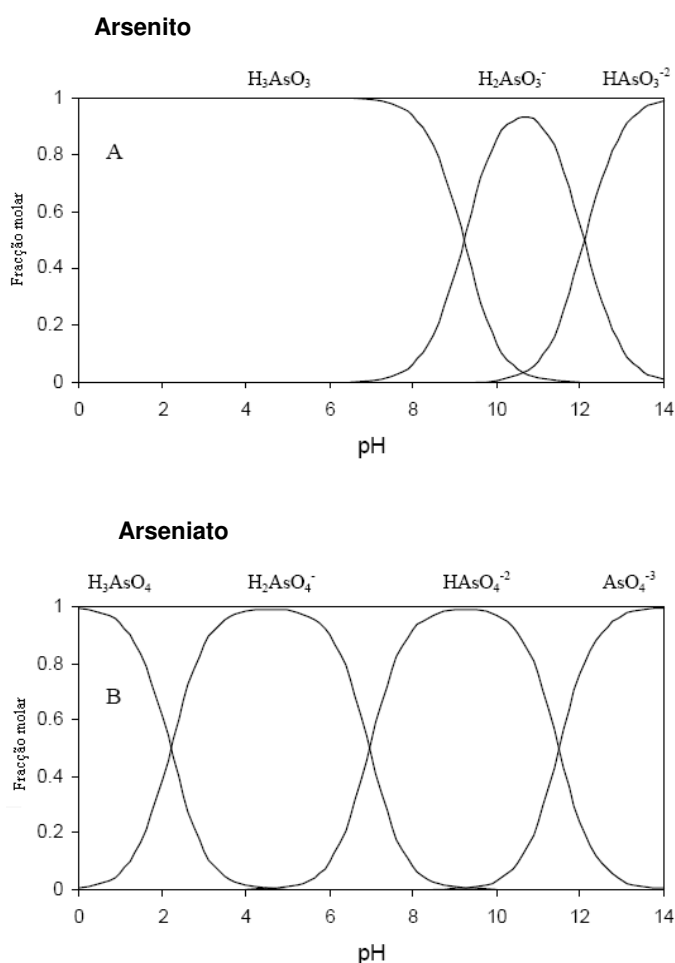 Arsenito
H₃AsO₃ H₂AsO₃⁻ HAsO₃⁻²
1
0.8
0.6
0.4
0.2
0
A
Fracção molar
0 2 4 6 8 10 12 14
pH
Arseniato
H₃AsO₄ H₂AsO₄⁻ HAsO₄⁻² AsO₄⁻³
1
0.8
0.6
0.4
0.2
0
B
Fracção molar
0 2 4 6 8 10 12 14
pH